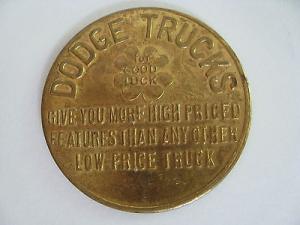 DODGE TRUCKS
for
GOOD
LUCK
GIVE YOU MORE HIGH PRICED
FEATURES THAN ANY OTHER
LOW-PRICE TRUCK